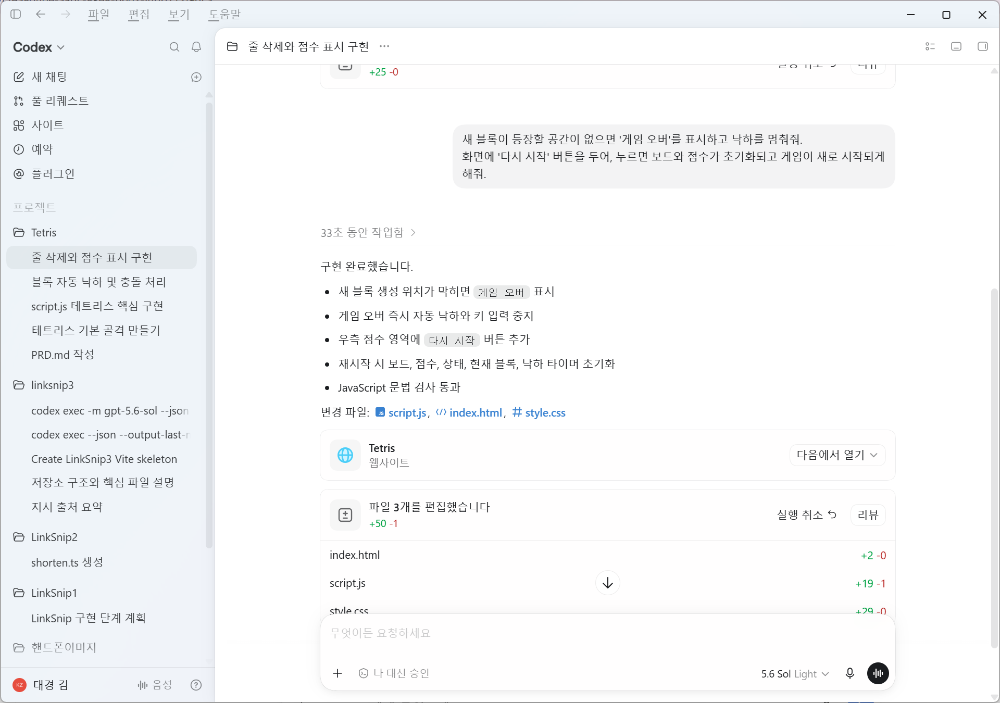 파일 편집 보기 도움말
Codex
새 채팅
풀 리퀘스트
사이트
예약
플러그인
프로젝트
Tetris
줄 삭제와 점수 표시 구현
블록 자동 낙하 및 충돌 처리
script.js 테트리스 핵심 구현
테트리스 기본 골격 만들기
PRD.md 작성
linksnip3
codex exec -m gpt-5.6-sol --json
codex exec --json --output-last-
Create LinkSnip3 Vite skeleton
저장소 구조와 핵심 파일 설명
지시 출처 요약
LinkSnip2
shorten.ts 생성
LinkSnip1
LinkSnip 구현 단계 계획
핸드폰이미지
KZ 대경 김 음성
줄 삭제와 점수 표시 구현
+25 -0 실행 취소 리뷰
새 블록이 등장할 공간이 없으면 '게임 오버'를 표시하고 낙하를 멈춰줘.
화면에 '다시 시작' 버튼을 두어, 누르면 보드와 점수가 초기화되고 게임이 새로 시작되게
해줘.
33초 동안 작업함
구현 완료했습니다.
새 블록 생성 위치가 막히면 게임 오버 표시
게임 오버 즉시 자동 낙하와 키 입력 중지
우측 점수 영역에 다시 시작 버튼 추가
재시작 시 보드, 점수, 상태, 현재 블록, 낙하 타이머 초기화
JavaScript 문법 검사 통과
변경 파일: JS script.js, index.html, style.css
Tetris
웹사이트
다음에서 열기
파일 3개를 편집했습니다
+50 -1
실행 취소 리뷰
index.html +2 -0
script.js +19 -1
style.css +29 -0
무엇이든 요청하세요
나 대신 승인 5.6 Sol Light